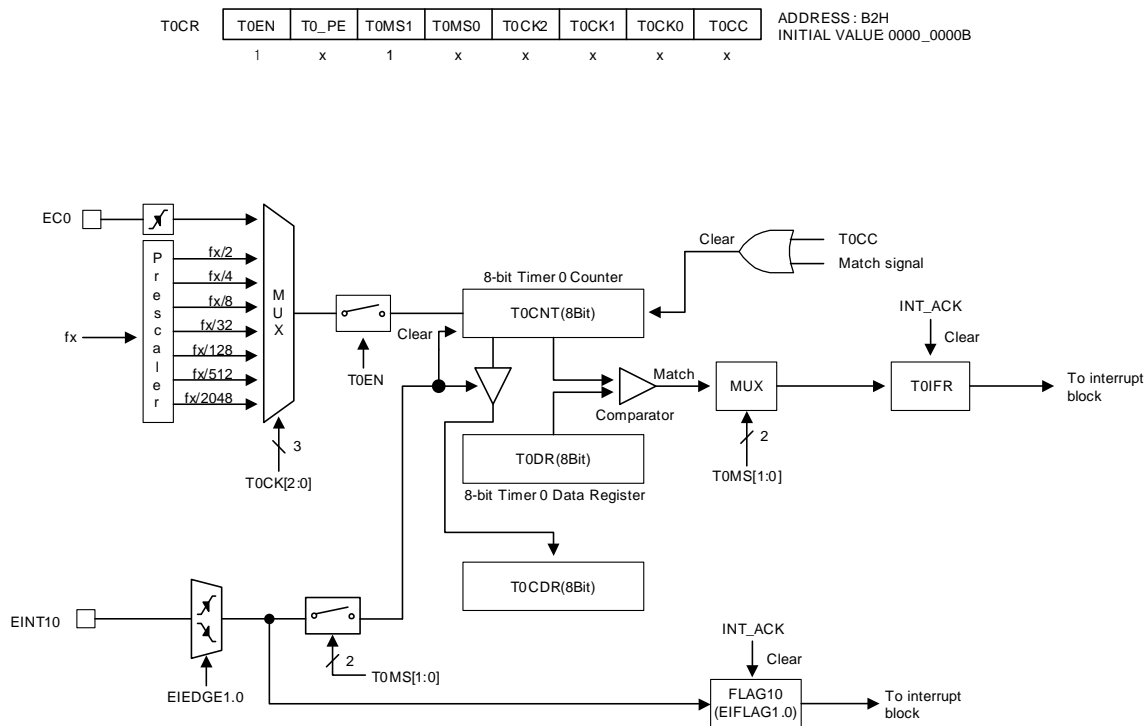 T0CR T0EN T0_PE T0MS1 T0MS0 T0CK2 T0CK1 T0CK0 T0CC ADDRESS : B2H
INITIAL VALUE: 0000_0000B
1 x 1 x x x x x
EC0
P r e s c a l e r
fx
fx/2
fx/4
fx/8
fx/32
fx/128
fx/512
fx/2048
M U X
3
T0CK[2:0]
T0EN
8-bit Timer 0 Counter
T0CNT(8Bit)
Clear
Clear
T0CC
Match signal
Match
Comparator
T0DR(8Bit)
8-bit Timer 0 Data Register
T0CDR(8Bit)
MUX
2
T0MS[1:0]
INT_ACK
Clear
T0IFR
To interrupt
block
EINT10
EIEDGE1.0
2
T0MS[1:0]
INT_ACK
Clear
FLAG10
(EIFLAG1.0)
To interrupt
block